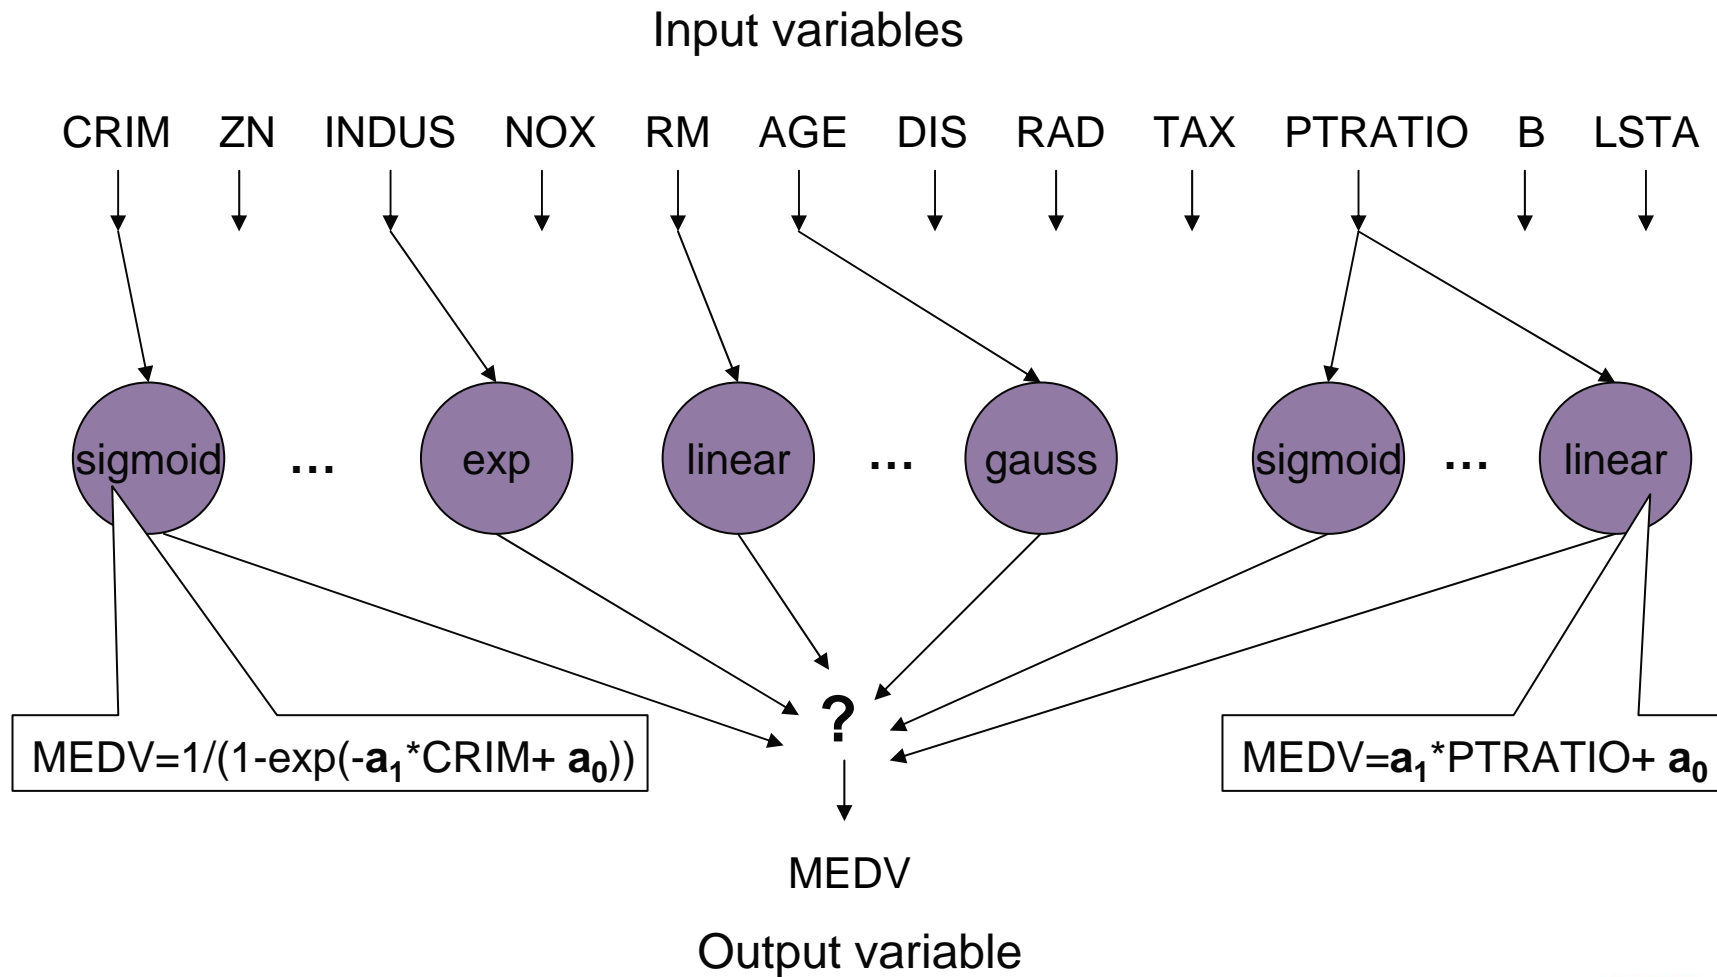 Input variables
CRIM ZN INDUS NOX RM AGE DIS RAD TAX PTRATIO B LSTA
sigmoid ... exp linear ... gauss sigmoid ... linear
?
MEDV=1/(1-exp(-a₁*CRIM+ a₀))
MEDV=a₁*PTRATIO+ a₀
MEDV
Output variable